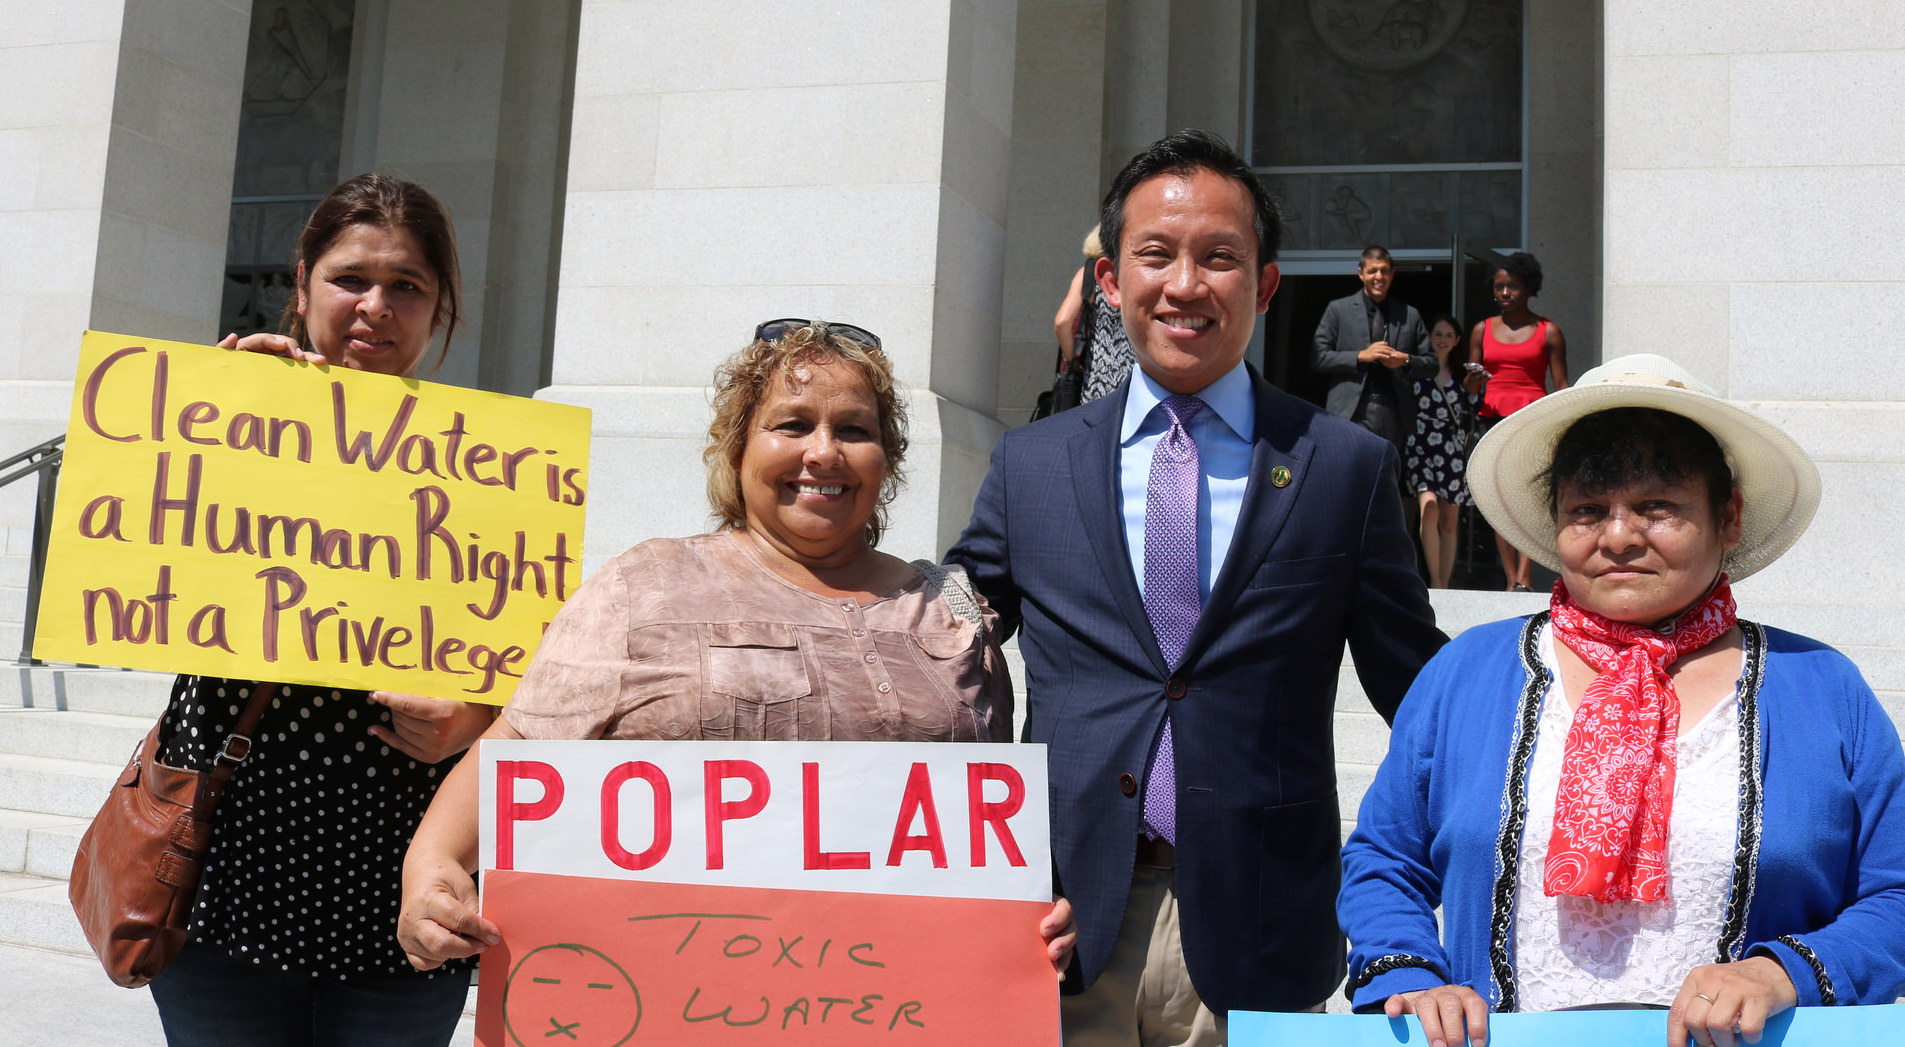 Clean Water is
a Human Right
not a Privelege!
POPLAR
TOXIC
WATER